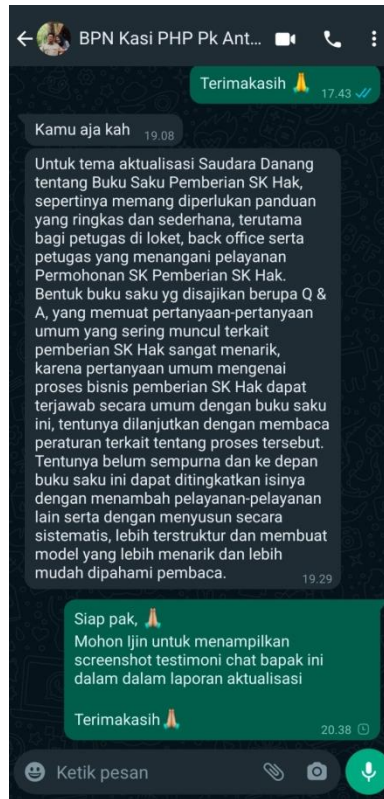 BPN Kasi PHP Pk Ant...
Terimakasih 🙏
17.43
Kamu aja kah
19.08
Untuk tema aktualisasi Saudara Danang
tentang Buku Saku Pemberian SK Hak,
sepertinya memang diperlukan panduan
yang ringkas dan sederhana, terutama
bagi petugas di loket, back office serta
petugas yang menangani pelayanan
Permohonan SK Pemberian SK Hak.
Bentuk buku saku yg disajikan berupa Q &
A, yang memuat pertanyaan-pertanyaan
umum yang sering muncul terkait
pemberian SK Hak sangat menarik,
karena pertanyaan umum mengenai
proses bisnis pemberian SK Hak dapat
terjawab secara umum dengan buku saku
ini, tentunya dilanjutkan dengan membaca
peraturan terkait tentang proses tersebut.
Tentunya belum sempurna dan ke depan
buku saku ini dapat ditingkatkan isinya
dengan menambah pelayanan-pelayanan
lain serta dengan menyusun secara
sistematis, lebih terstruktur dan membuat
model yang lebih menarik dan lebih
mudah dipahami pembaca.
19.29
Siap pak, 🙏
Mohon Ijin untuk menampilkan
screenshot testimoni chat bapak ini
dalam dalam laporan aktualisasi
Terimakasih 🙏
20.38
Ketik pesan